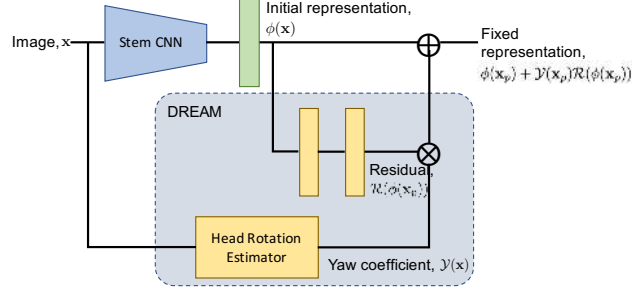 Initial representation,
ϕ(x)
Image, x
Stem CNN
Fixed
representation,
ϕ(xₚ) + 𝒴(xₚ)ℛ(ϕ(xₚ))
DREAM
Residual,
ℛ(ϕ(xₚ))
Head Rotation
Estimator
Yaw coefficient, 𝒴(x)